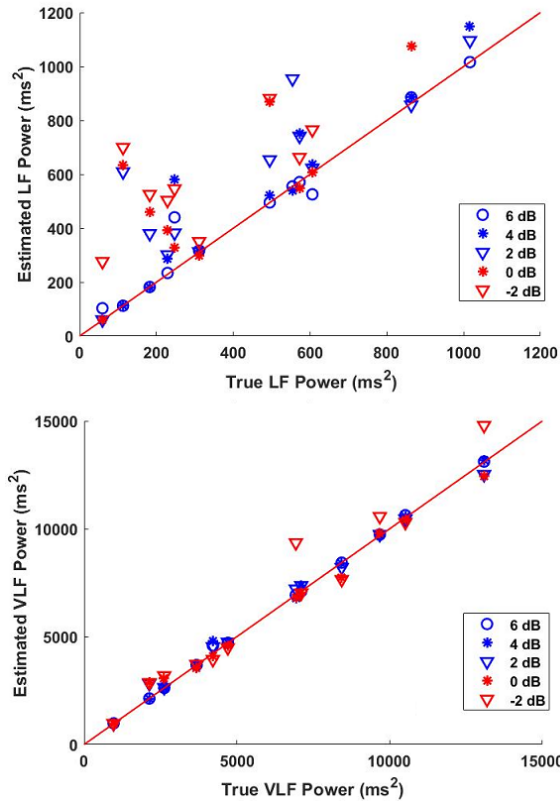 1200
1000
800
600
400
200
0
Estimated LF Power (ms²)
6 dB
4 dB
2 dB
0 dB
-2 dB
0 200 400 600 800 1000 1200
True LF Power (ms²)
15000
10000
5000
0
Estimated VLF Power (ms²)
6 dB
4 dB
2 dB
0 dB
-2 dB
0 5000 10000 15000
True VLF Power (ms²)